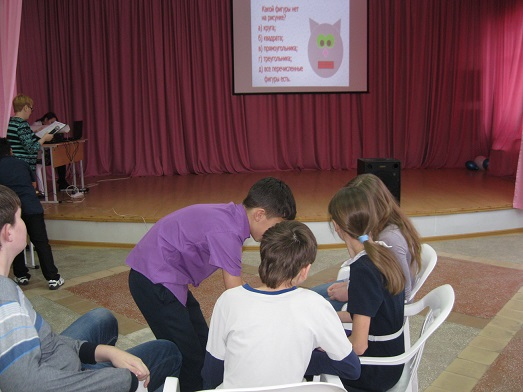 Какой фигуры нет
на рисунке?
а) круга;
б) квадрата;
в) прямоугольника;
г) треугольника;
д) все перечисленные
фигуры есть.